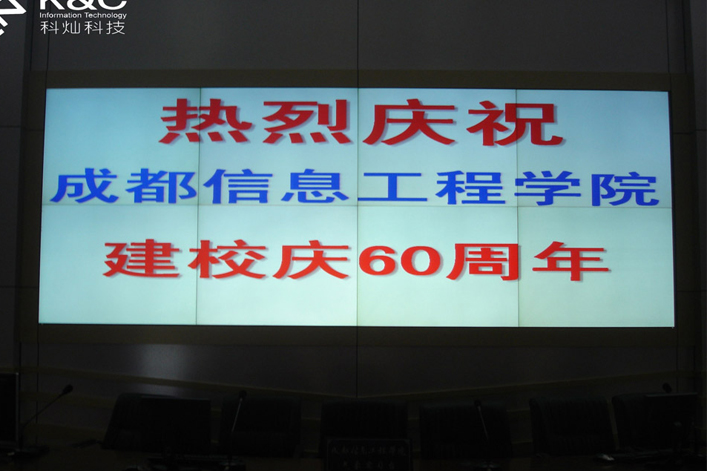 K&C
Information Technology
科灿科技
热烈庆祝
成都信息工程学院
建校庆60周年